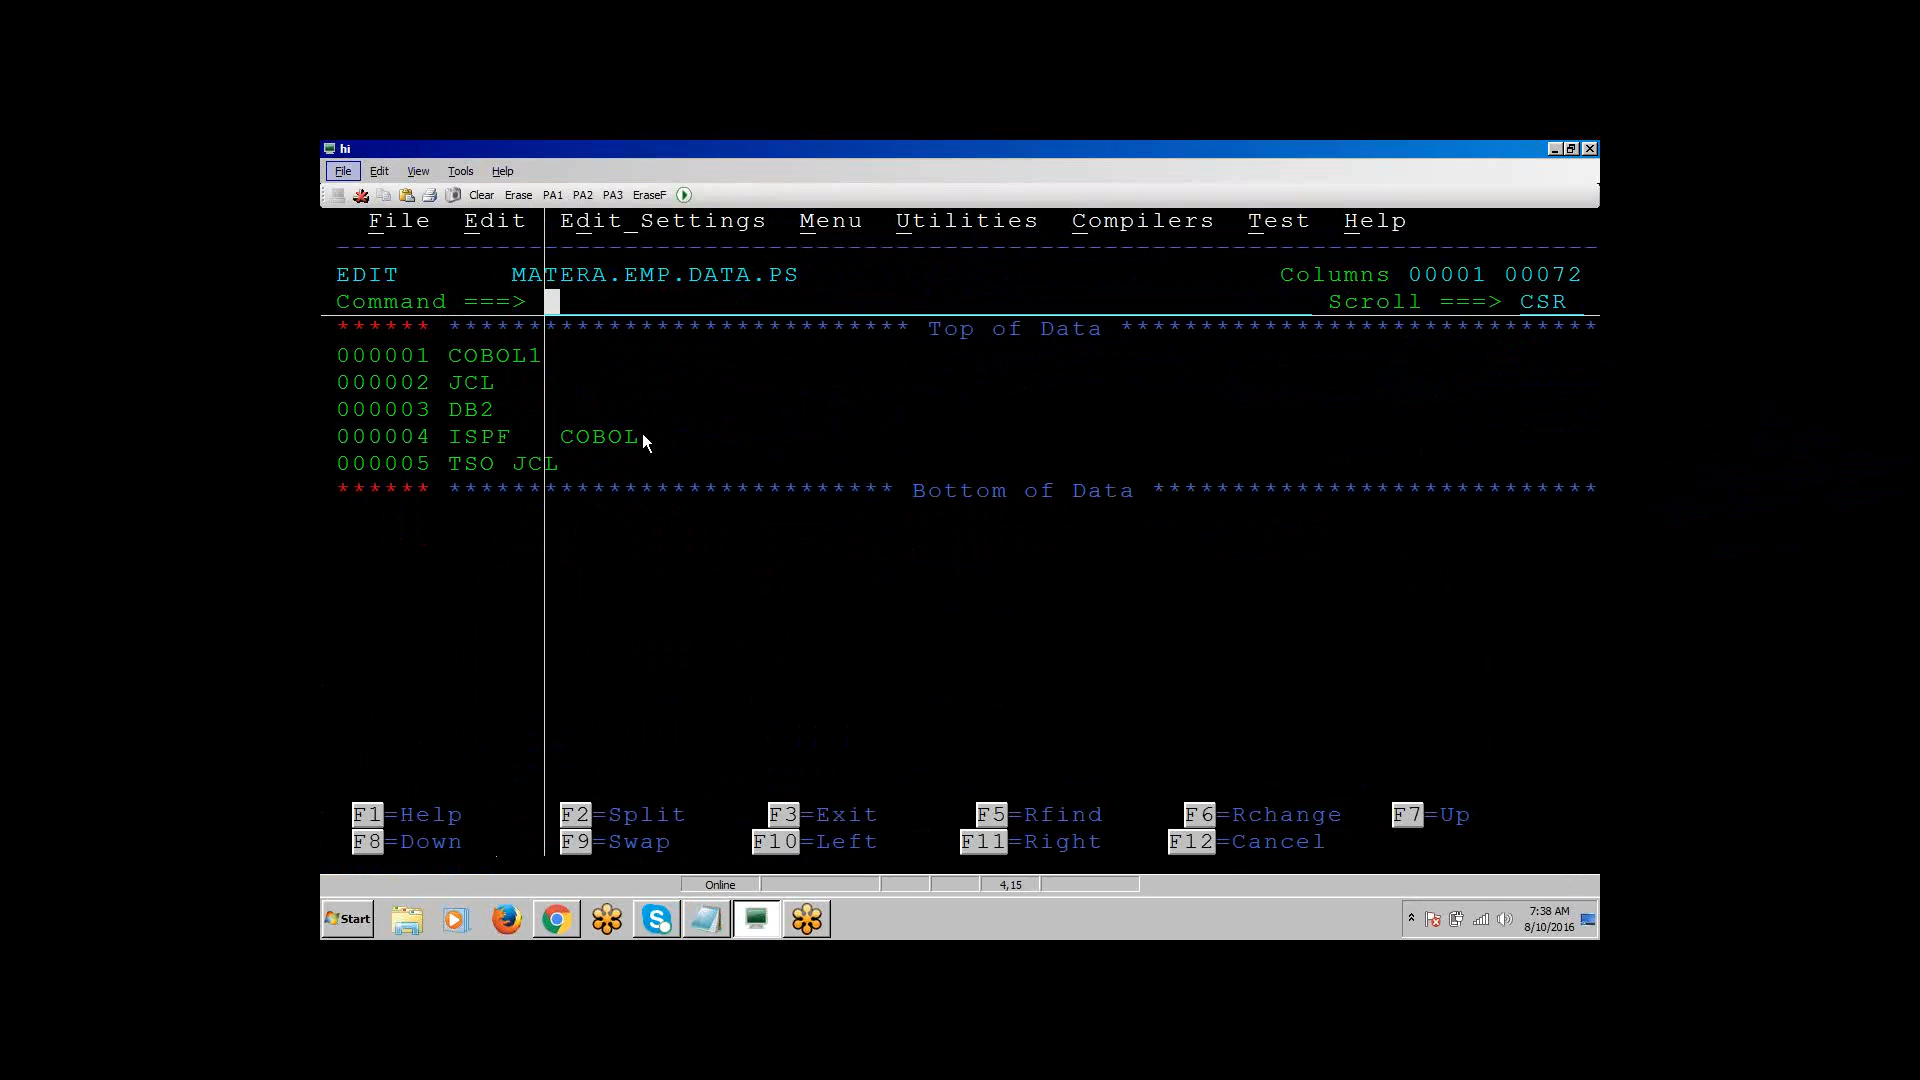 hi
File Edit View Tools Help
Clear Erase PA1 PA2 PA3 EraseF
File Edit Edit_Settings Menu Utilities Compilers Test Help
--------------------------------------------------------------------------------
EDIT MATERA.EMP.DATA.PS Columns 00001 00072
Command ===> Scroll ===> CSR
****** ***************************** Top of Data ******************************
000001 COBOL1
000002 JCL
000003 DB2
000004 ISPF COBOL
000005 TSO JCL
****** **************************** Bottom of Data ****************************
F1=Help F2=Split F3=Exit F5=Rfind F6=Rchange F7=Up
F8=Down F9=Swap F10=Left F11=Right F12=Cancel
Online 4,15
Start 7:38 AM
8/10/2016